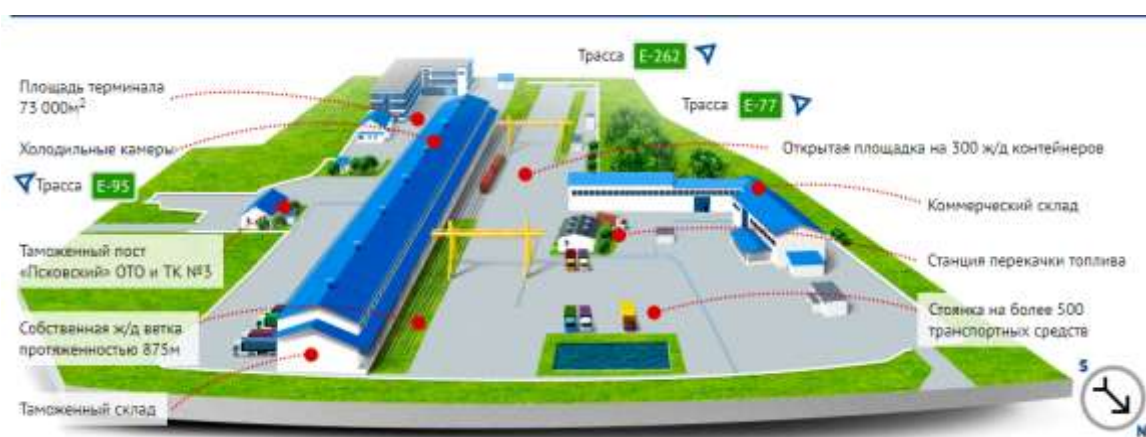 Трасса E-262
Площадь терминала
73 000м²
Трасса E-77
Холодильные камеры
Открытая площадка на 300 ж/д контейнеров
Трасса E-95
Коммерческий склад
Таможенный пост
«Псковский» ОТО и ТК №3
Станция перекачки топлива
Собственная ж/д ветка
протяженностью 875м
Стоянка на более 500
транспортных средств
S
Таможенный склад
N